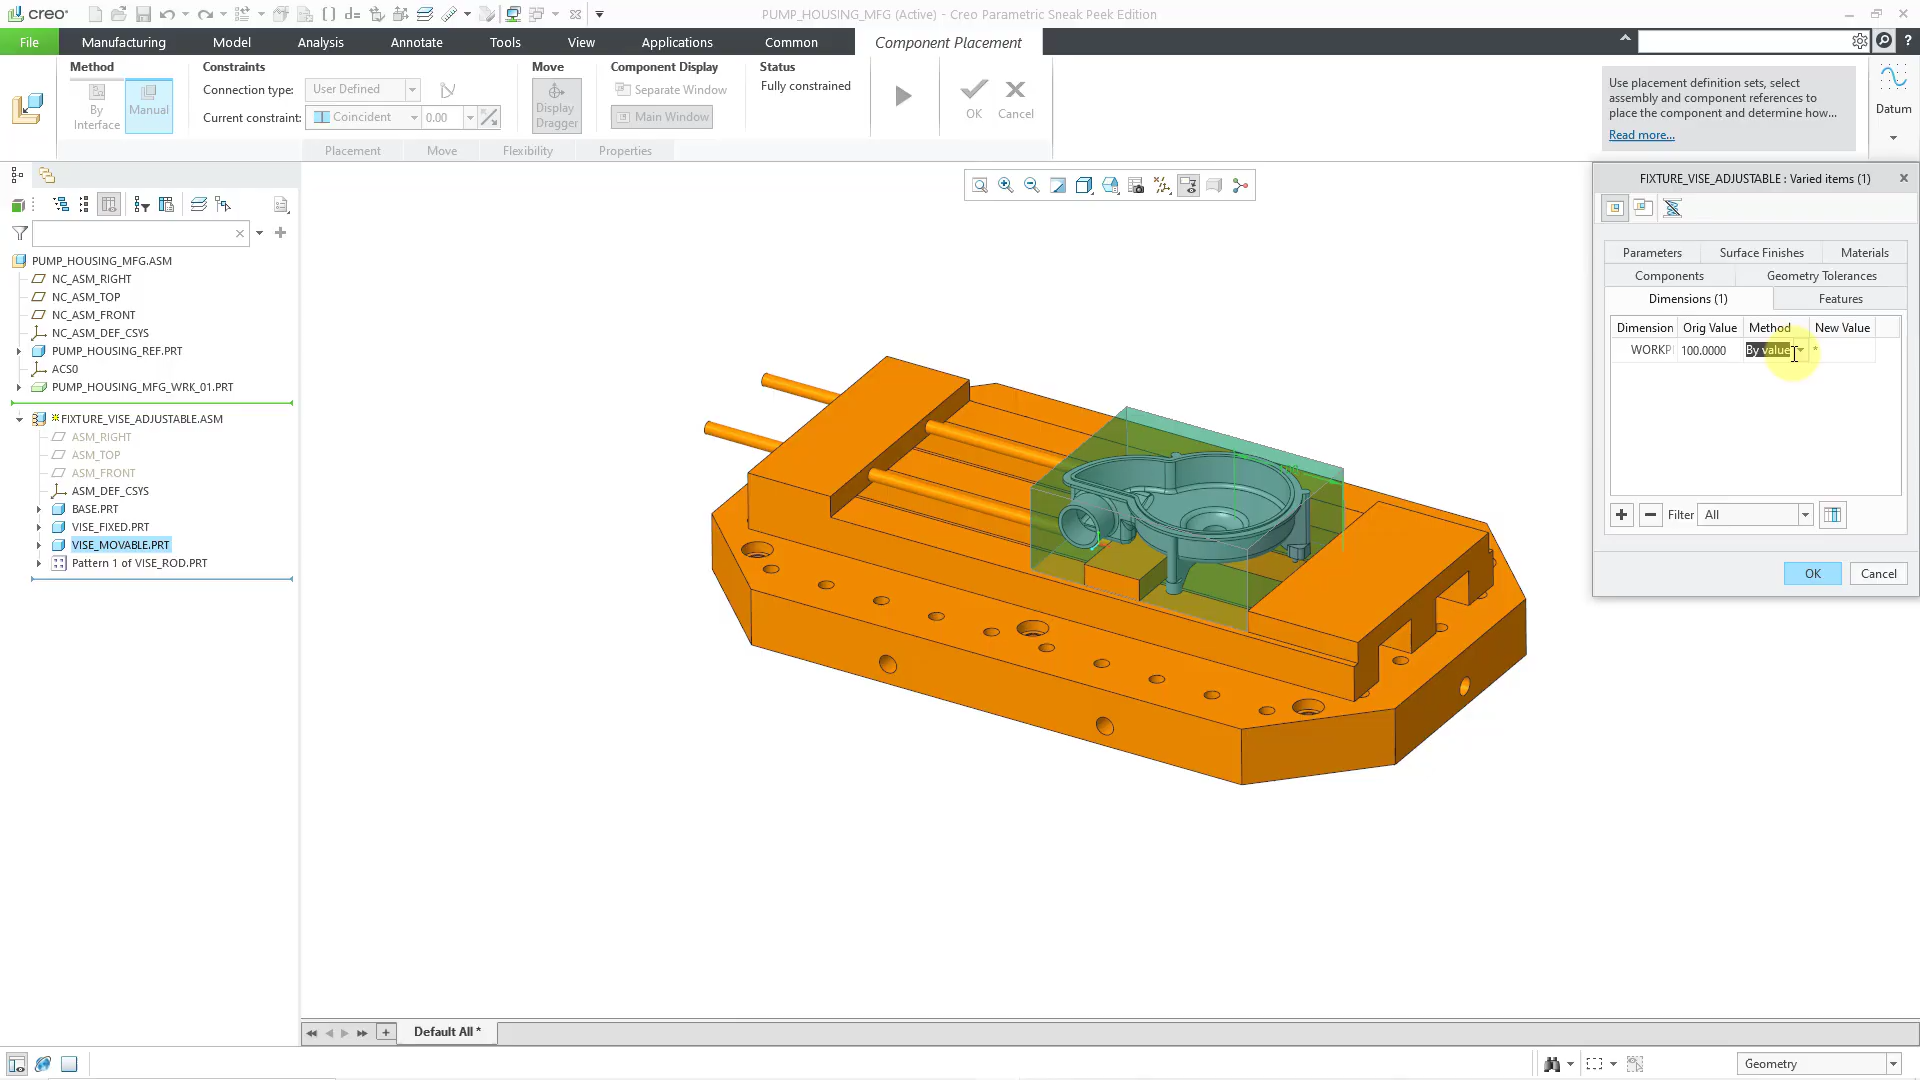 creo
PUMP_HOUSING_MFG (Active) - Creo Parametric Sneak Peek Edition
File
Manufacturing
Model
Analysis
Annotate
Tools
View
Applications
Common
Component Placement
Method
By Interface
Manual
Constraints
Connection type:
User Defined
Current constraint:
Coincident
0.00
Move
Display Dragger
Component Display
Separate Window
Main Window
Status
Fully constrained
OK
Cancel
Placement
Move
Flexibility
Properties
Use placement definition sets, select
assembly and component references to
place the component and determine how...
Read more...
Datum
PUMP_HOUSING_MFG.ASM
NC_ASM_RIGHT
NC_ASM_TOP
NC_ASM_FRONT
NC_ASM_DEF_CSYS
PUMP_HOUSING_REF.PRT
ACS0
PUMP_HOUSING_MFG_WRK_01.PRT
FIXTURE_VISE_ADJUSTABLE.ASM
ASM_RIGHT
ASM_TOP
ASM_FRONT
ASM_DEF_CSYS
BASE.PRT
VISE_FIXED.PRT
VISE_MOVABLE.PRT
Pattern 1 of VISE_ROD.PRT
FIXTURE_VISE_ADJUSTABLE : Varied items (1)
Parameters
Surface Finishes
Materials
Components
Geometry Tolerances
Dimensions (1)
Features
Dimension
Orig Value
Method
New Value
WORKP
100.0000
By value
*
Filter
All
OK
Cancel
Default All *
Geometry